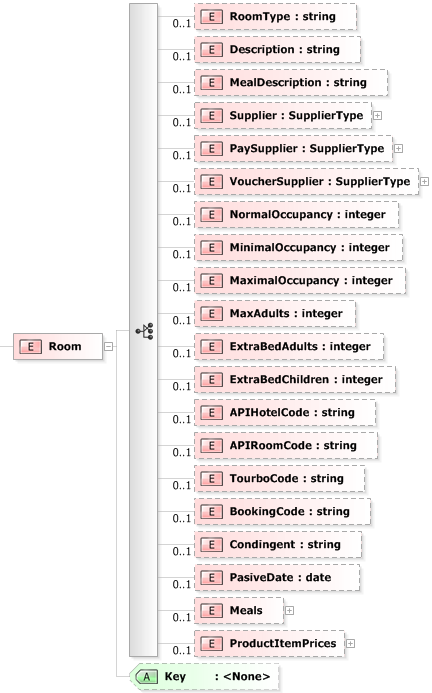 E RoomType : string
0..1
E Description : string
0..1
E MealDescription : string
0..1
E Supplier : SupplierType
0..1
E PaySupplier : SupplierType
0..1
E VoucherSupplier : SupplierType
0..1
E NormalOccupancy : integer
0..1
E MinimalOccupancy : integer
0..1
E MaximalOccupancy : integer
0..1
E MaxAdults : integer
0..1
E Room
E ExtraBedAdults : integer
0..1
E ExtraBedChildren : integer
0..1
E APIHotelCode : string
0..1
E APIRoomCode : string
0..1
E TourboCode : string
0..1
E BookingCode : string
0..1
E Condingent : string
0..1
E PasiveDate : date
0..1
E Meals
0..1
E ProductItemPrices
0..1
A Key : <None>